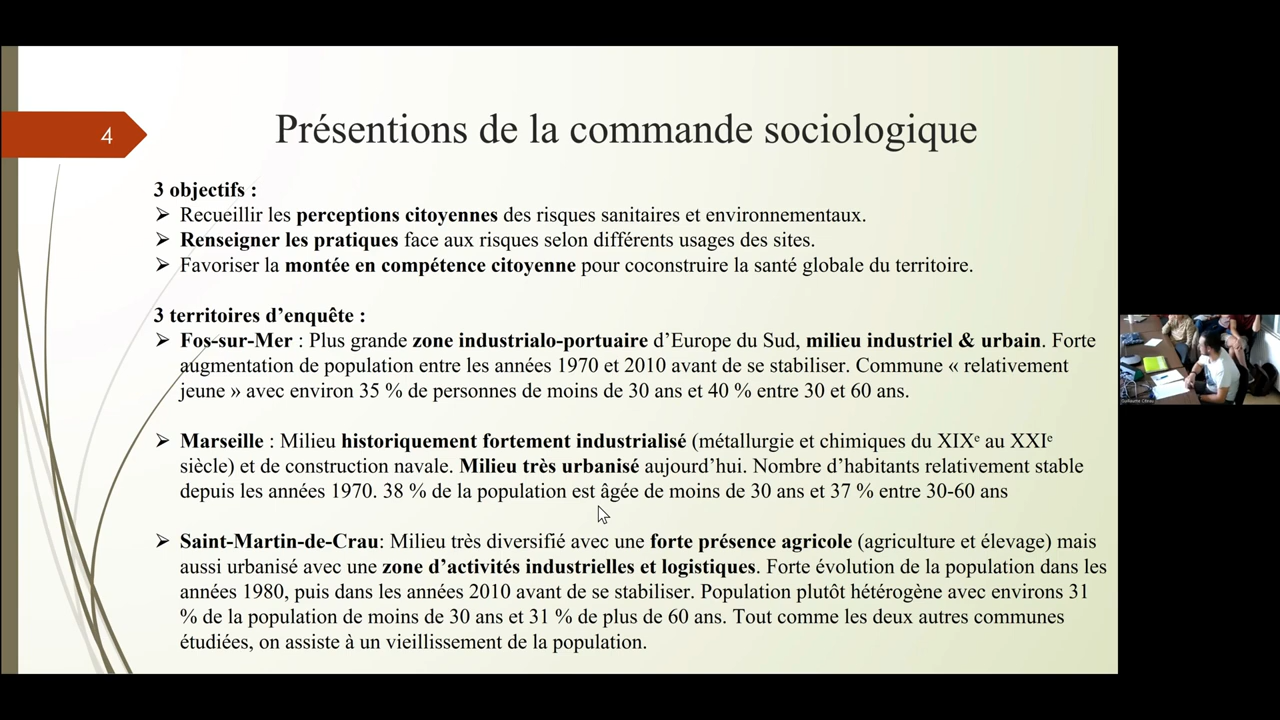 4
Présentions de la commande sociologique
3 objectifs :
➢ Recueillir les perceptions citoyennes des risques sanitaires et environnementaux.
➢ Renseigner les pratiques face aux risques selon différents usages des sites.
➢ Favoriser la montée en compétence citoyenne pour coconstruire la santé globale du territoire.
3 territoires d’enquête :
➢ Fos-sur-Mer : Plus grande zone industrialo-portuaire d’Europe du Sud, milieu industriel & urbain. Forte
augmentation de population entre les années 1970 et 2010 avant de se stabiliser. Commune « relativement
jeune » avec environ 35 % de personnes de moins de 30 ans et 40 % entre 30 et 60 ans.
➢ Marseille : Milieu historiquement fortement industrialisé (métallurgie et chimiques du XIXe au XXIe
siècle) et de construction navale. Milieu très urbanisé aujourd’hui. Nombre d’habitants relativement stable
depuis les années 1970. 38 % de la population est âgée de moins de 30 ans et 37 % entre 30-60 ans
➢ Saint-Martin-de-Crau: Milieu très diversifié avec une forte présence agricole (agriculture et élevage) mais
aussi urbanisé avec une zone d’activités industrielles et logistiques. Forte évolution de la population dans les
années 1980, puis dans les années 2010 avant de se stabiliser. Population plutôt hétérogène avec environs 31
% de la population de moins de 30 ans et 31 % de plus de 60 ans. Tout comme les deux autres communes
étudiées, on assiste à un vieillissement de la population.